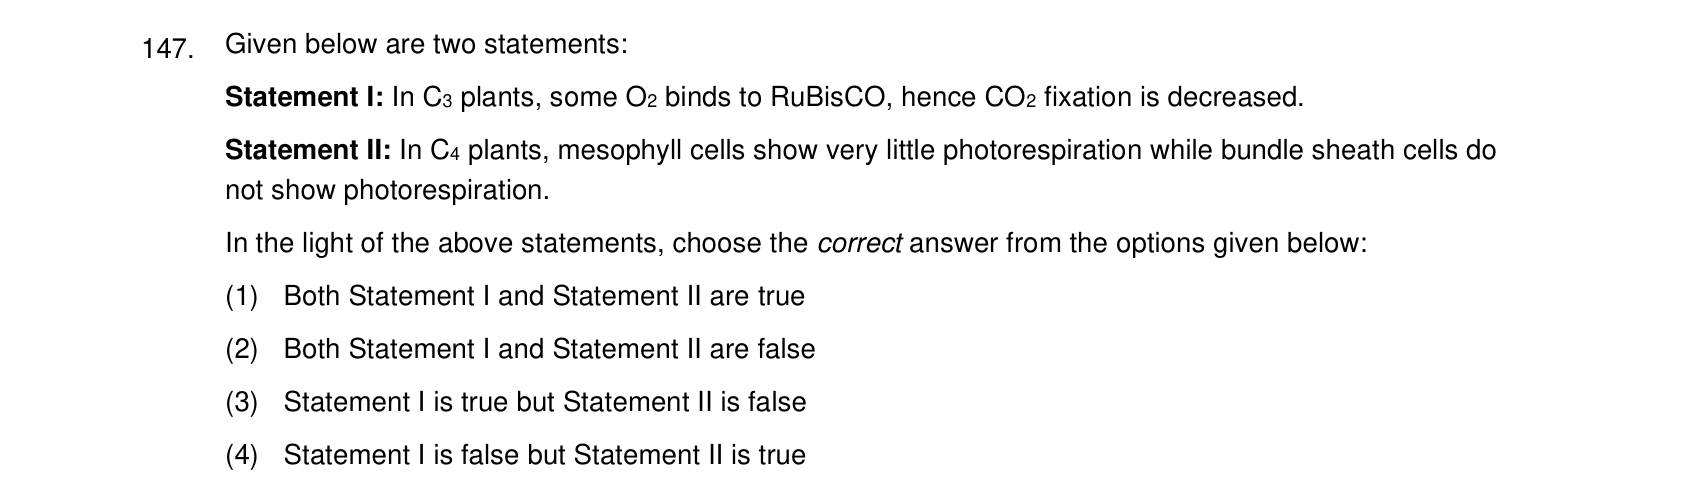 147. Given below are two statements:
Statement I: In C₃ plants, some O₂ binds to RuBisCO, hence CO₂ fixation is decreased.
Statement II: In C₄ plants, mesophyll cells show very little photorespiration while bundle sheath cells do
not show photorespiration.
In the light of the above statements, choose the correct answer from the options given below:
(1) Both Statement I and Statement II are true
(2) Both Statement I and Statement II are false
(3) Statement I is true but Statement II is false
(4) Statement I is false but Statement II is true